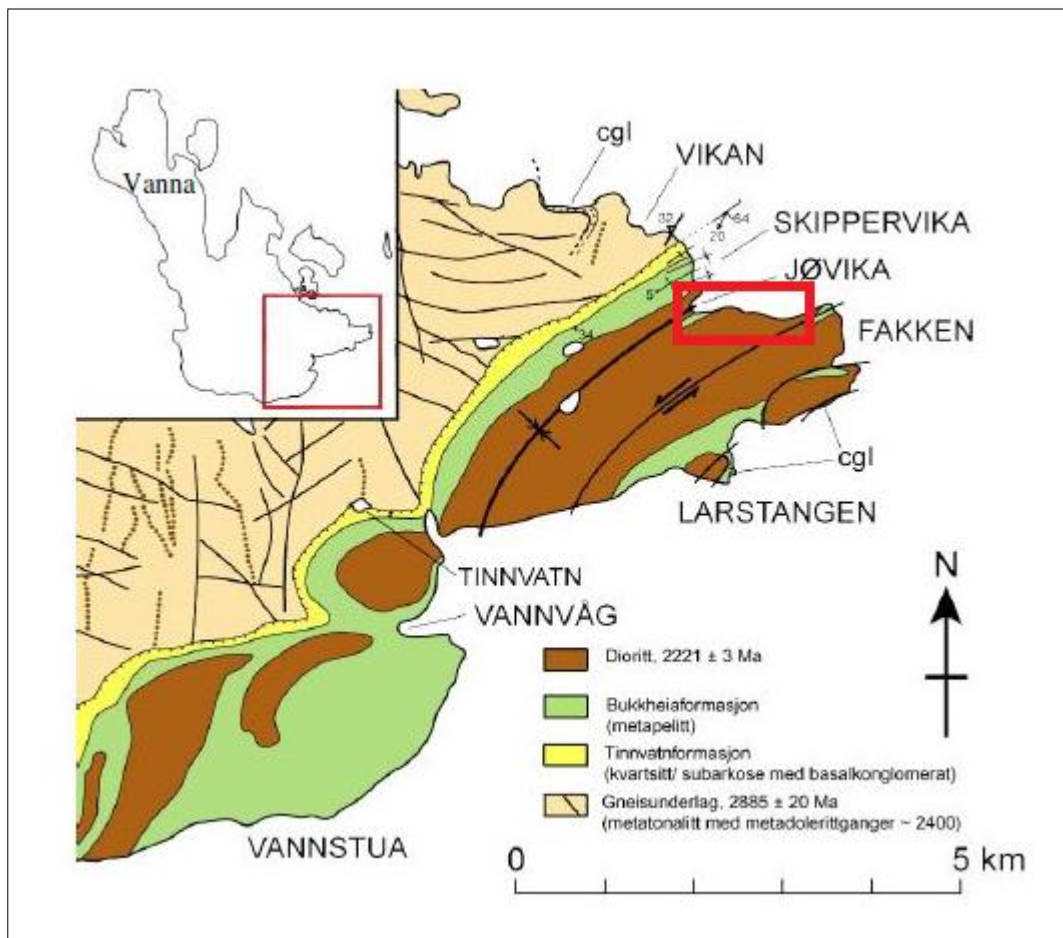 cgl
VIKAN
Vanna
32
64
20
SKIPPERVIKA
JØVIKA
5
FAKKEN
34
cgl
LARSTANGEN
TINNVATN
VANNVÅG
N
Dioritt, 2221 ± 3 Ma
Bukkheiaformasjon
(metapelitt)
Tinnvatnformasjon
(kvartsitt/ subarkose med basalkonglomerat)
Gneisunderlag, 2885 ± 20 Ma
(metatonalitt med metadolerittganger ~ 2400)
VANNSTUA
0
5 km